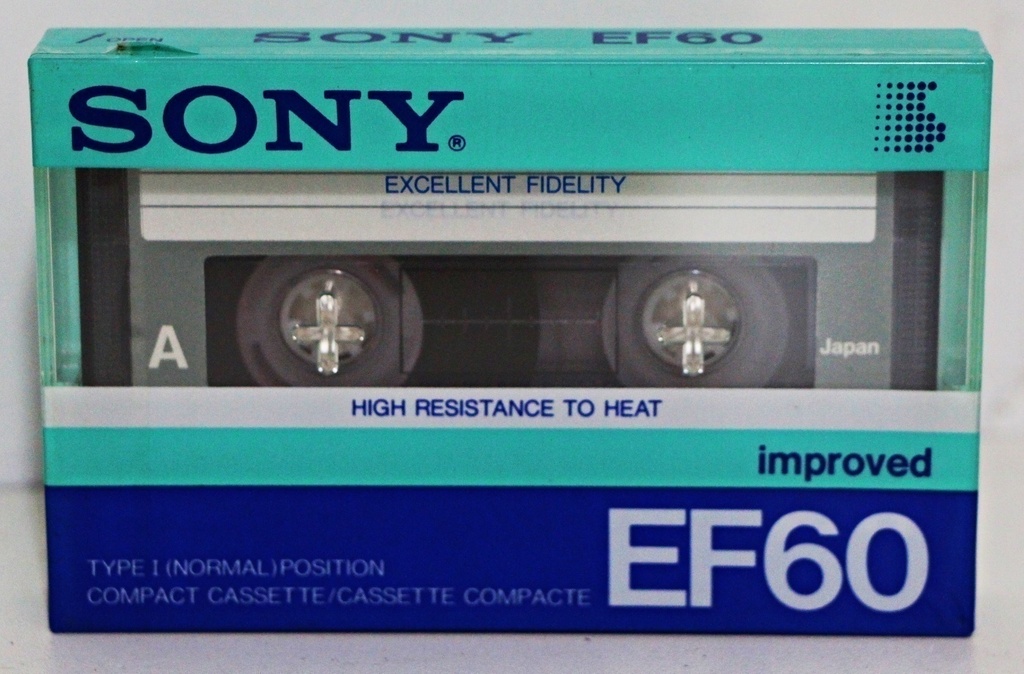 / OPEN SONY EF60
SONY®
EXCELLENT FIDELITY
A
Japan
HIGH RESISTANCE TO HEAT
improved
EF60
TYPE I (NORMAL) POSITION
COMPACT CASSETTE/CASSETTE COMPACTE